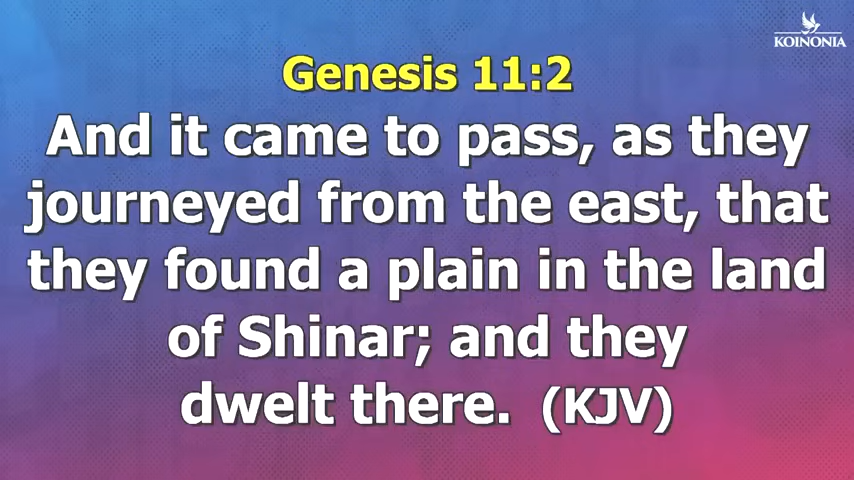 KOINONIA
Genesis 11:2
And it came to pass, as they
journeyed from the east, that
they found a plain in the land
of Shinar; and they
dwelt there. (KJV)